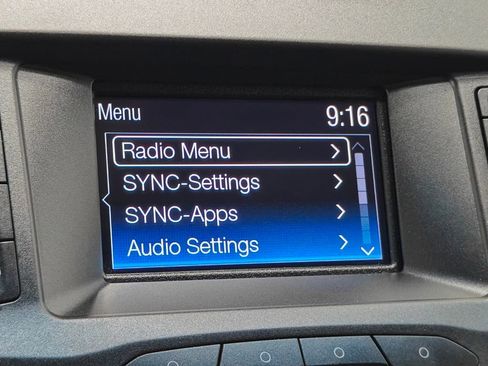 Menu 9:16
Radio Menu
SYNC-Settings
SYNC-Apps
Audio Settings